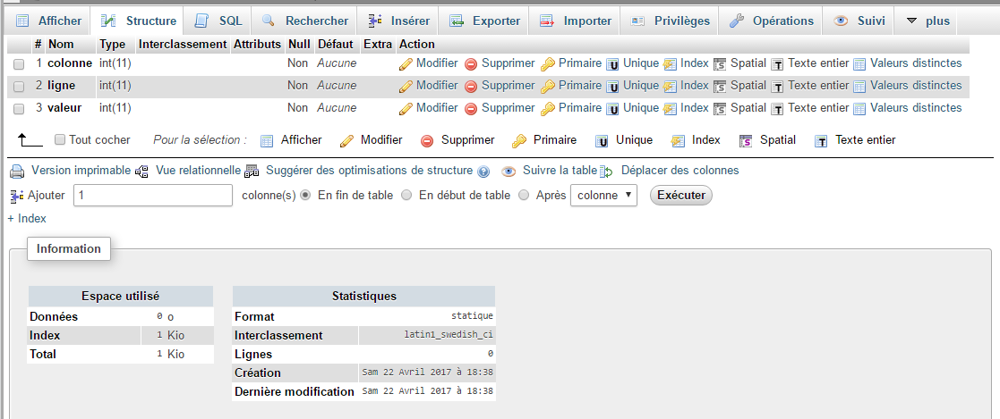 Afficher Structure SQL Rechercher Insérer Exporter Importer Privilèges Opérations Suivi plus
# Nom Type Interclassement Attributs Null Défaut Extra Action
1 colonne int(11) Non Aucune Modifier Supprimer Primaire Unique Index Spatial Texte entier Valeurs distinctes
2 ligne int(11) Non Aucune Modifier Supprimer Primaire Unique Index Spatial Texte entier Valeurs distinctes
3 valeur int(11) Non Aucune Modifier Supprimer Primaire Unique Index Spatial Texte entier Valeurs distinctes
Tout cocher Pour la sélection : Afficher Modifier Supprimer Primaire Unique Index Spatial Texte entier
Version imprimable Vue relationnelle Suggérer des optimisations de structure Suivre la table Déplacer des colonnes
Ajouter 1 colonne(s) En fin de table En début de table Après colonne Exécuter
+ Index
Information
Espace utilisé
Données 0 o
Index 1 Kio
Total 1 Kio
Statistiques
Format statique
Interclassement latin1_swedish_ci
Lignes 0
Création Sam 22 Avril 2017 à 18:38
Dernière modification Sam 22 Avril 2017 à 18:38